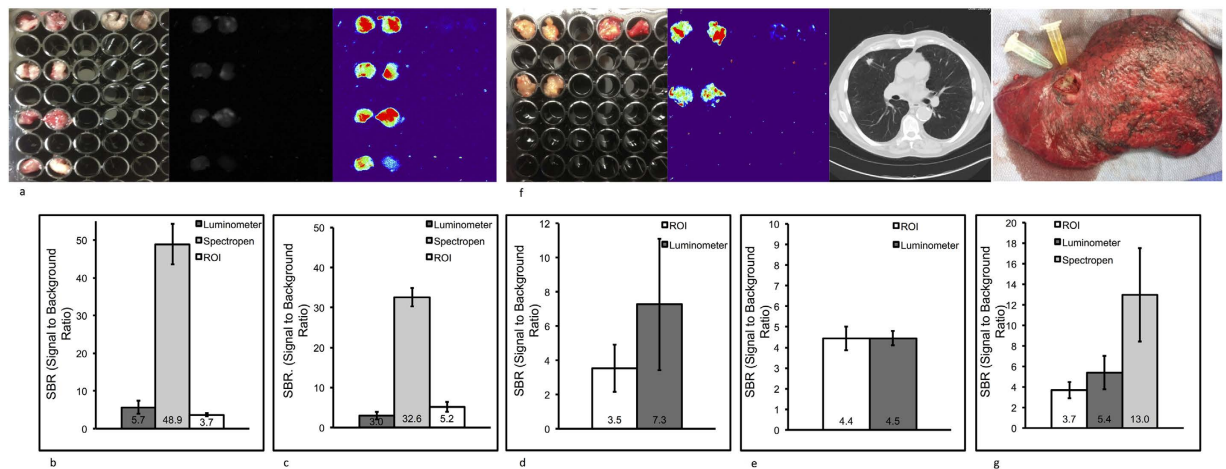 a
f
SBR (Signal to Background
Ratio)
50
40
30
20
10
0
Luminometer
Spectropen
ROI
5.7
48.9
3.7
b
SBR. (Signal to Background
Ratio)
50
40
30
20
10
0
Luminometer
Spectropen
ROI
3.0
32.6
5.2
c
SBR (Signal to Background
Ratio)
12
10
8
6
4
2
0
ROI
Luminometer
3.5
7.3
d
SBR (Signal to Background
Ratio)
10
9
8
7
6
5
4
3
2
1
0
ROI
Luminometer
4.4
4.5
e
SBR (Signal to Background
Ratio)
20
18
16
14
12
10
8
6
4
2
0
ROI
Luminometer
Spectropen
3.7
5.4
13.0
g